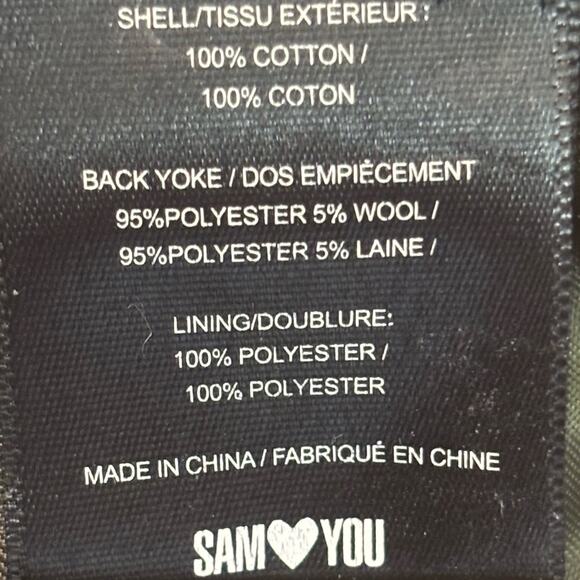 SHELL/TISSU EXTÉRIEUR :
100% COTTON /
100% COTON
BACK YOKE / DOS EMPIÈCEMENT
95%POLYESTER 5% WOOL /
95%POLYESTER 5% LAINE /
LINING/DOUBLURE:
100% POLYESTER /
100% POLYESTER
MADE IN CHINA / FABRIQUÉ EN CHINE
SAM♥YOU